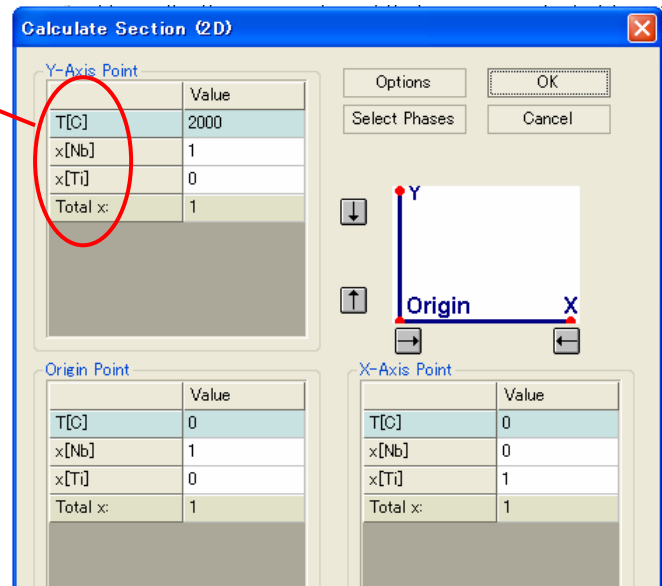 Calculate Section (2D)
Y-Axis Point
Value
T[C] 2000
x[Nb] 1
x[Ti] 0
Total x: 1
Options OK
Select Phases Cancel
Y
Origin X
Origin Point
Value
T[C] 0
x[Nb] 1
x[Ti] 0
Total x: 1
X-Axis Point
Value
T[C] 0
x[Nb] 0
x[Ti] 1
Total x: 1